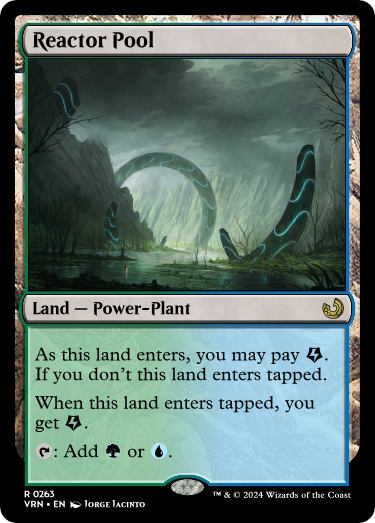 Reactor Pool
Land — Power-Plant
As this land enters, you may pay .
If you don't this land enters tapped.
When this land enters tapped, you
get .
: Add or .
R 0263
VRN • EN Jorge Jacinto
™ & © 2024 Wizards of the Coast